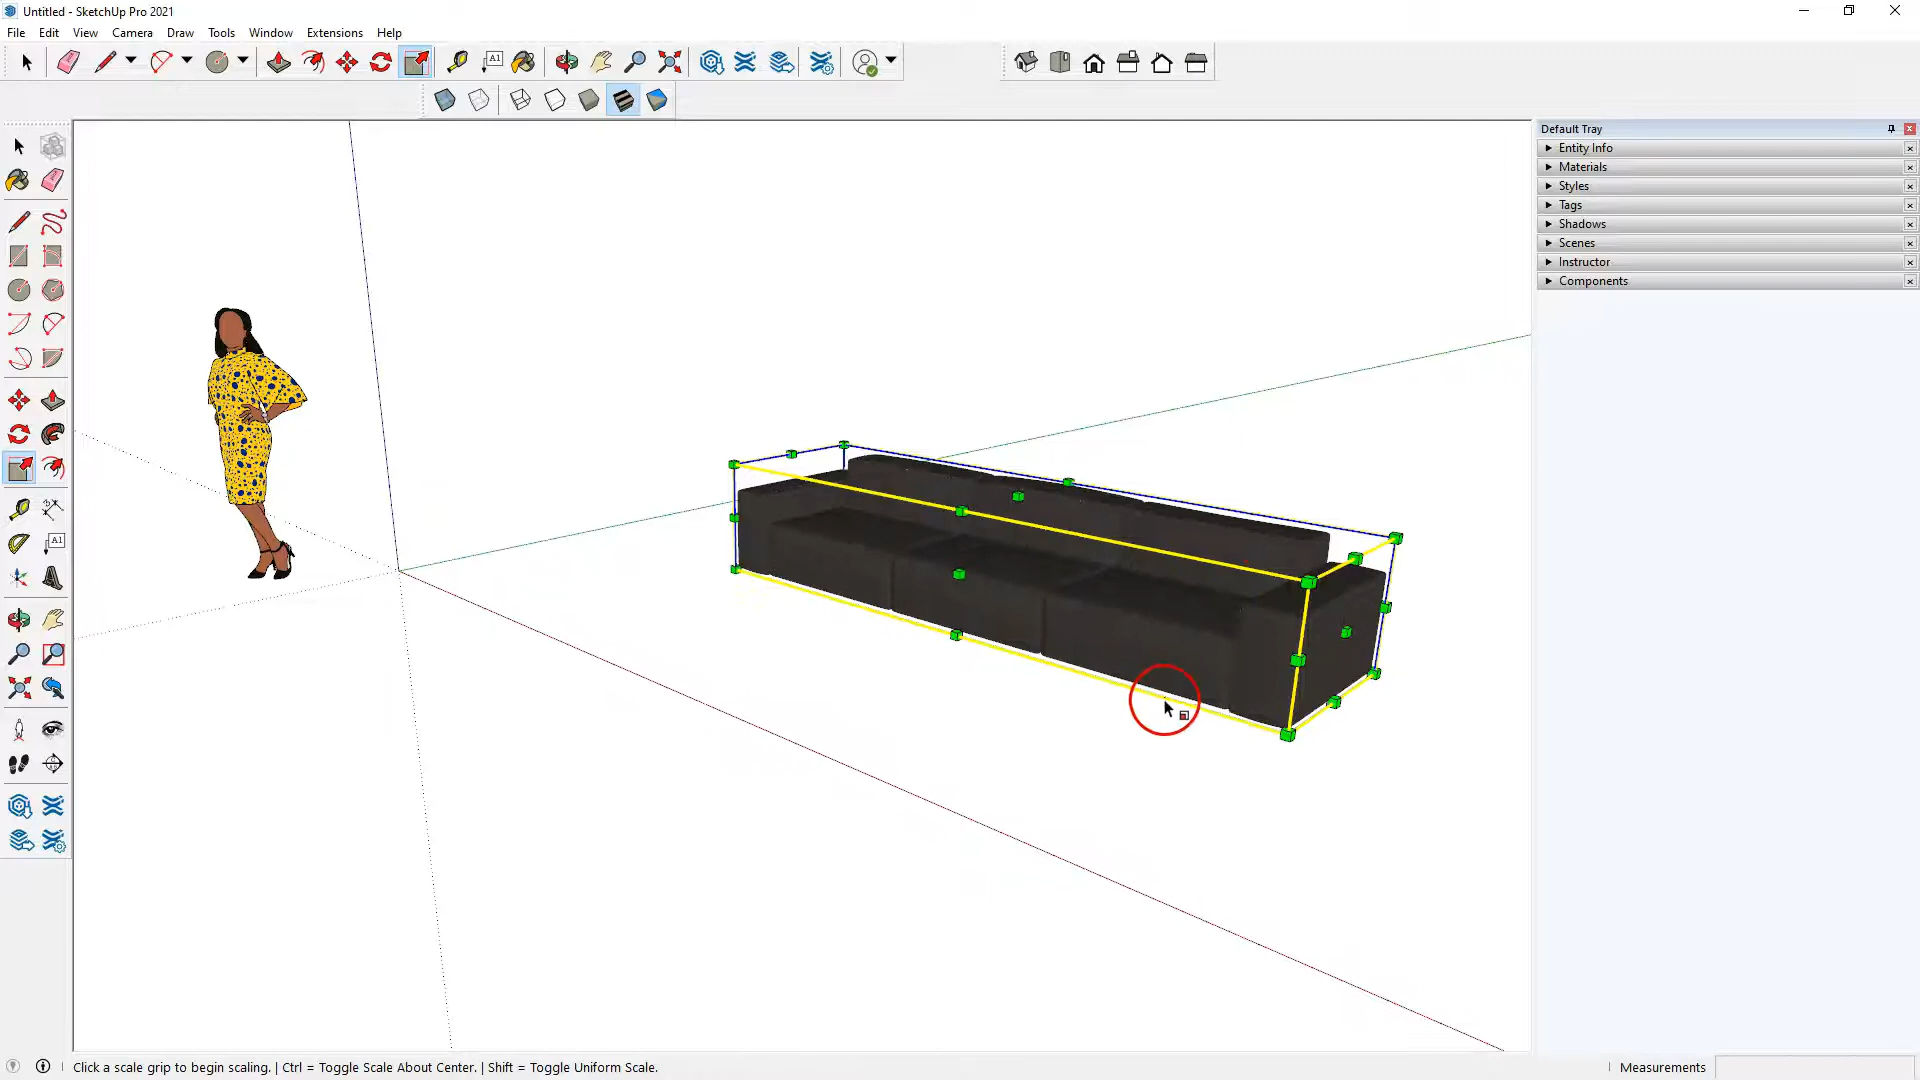 Untitled - SketchUp Pro 2021
File Edit View Camera Draw Tools Window Extensions Help
A1
Default Tray
Entity Info
Materials
Styles
Tags
Shadows
Scenes
Instructor
Components
A1
Click a scale grip to begin scaling. | Ctrl = Toggle Scale About Center. | Shift = Toggle Uniform Scale.
Measurements